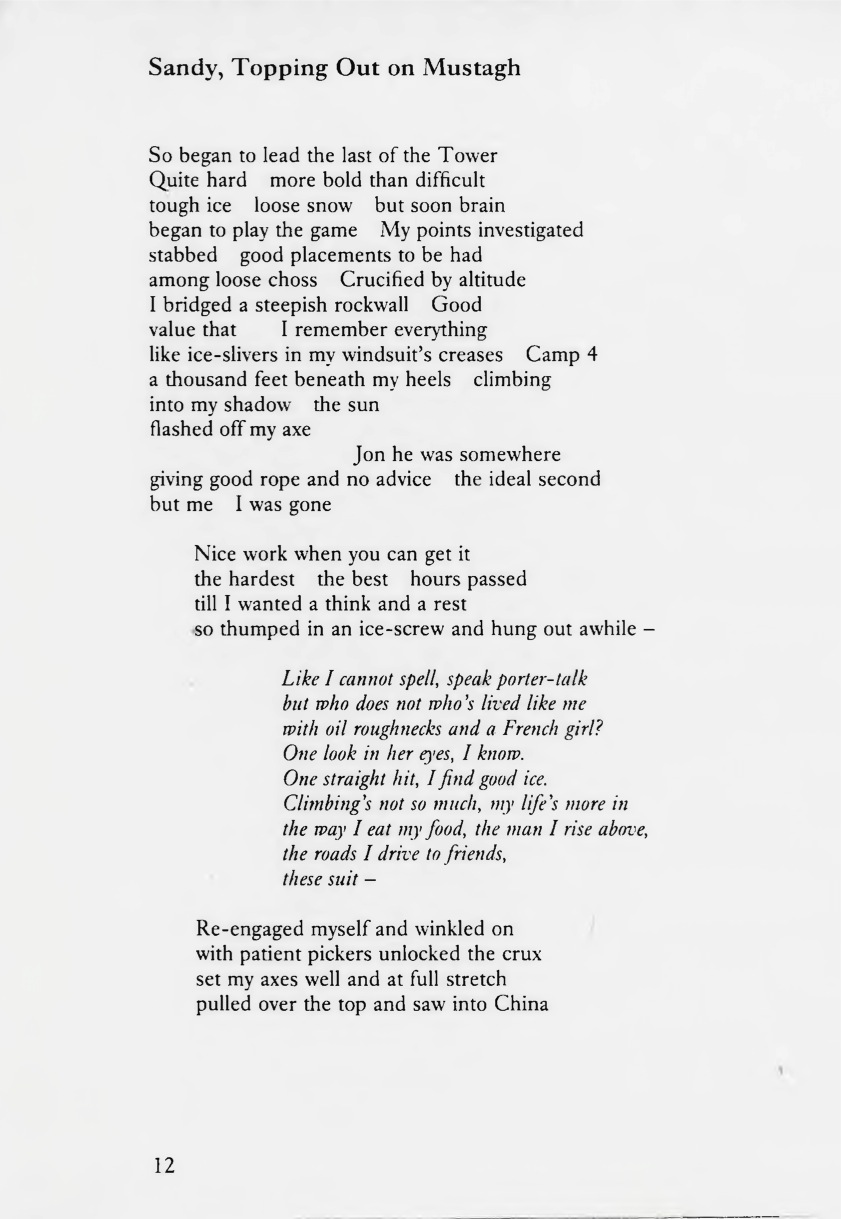 Sandy, Topping Out on Mustagh
So began to lead the last of the Tower
Quite hard   more bold than difficult
tough ice   loose snow   but soon brain
began to play the game   My points investigated
stabbed   good placements to be had
among loose choss   Crucified by altitude
I bridged a steepish rockwall   Good
value that   I remember everything
like ice-slivers in my windsuit's creases   Camp 4
a thousand feet beneath my heels   climbing
into my shadow   the sun
flashed off my axe
Jon he was somewhere
giving good rope and no advice   the ideal second
but me   I was gone
Nice work when you can get it
the hardest   the best   hours passed
till I wanted a think and a rest
so thumped in an ice-screw and hung out awhile –
Like I cannot spell, speak porter-talk
but who does not who's lived like me
with oil roughnecks and a French girl?
One look in her eyes, I know.
One straight hit, I find good ice.
Climbing's not so much, my life's more in
the way I eat my food, the man I rise above,
the roads I drive to friends,
these suit –
Re-engaged myself and winkled on
with patient pickers unlocked the crux
set my axes well and at full stretch
pulled over the top and saw into China
12